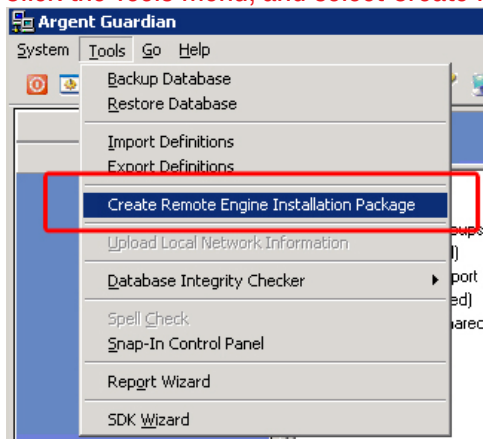 Argent Guardian
System Tools Go Help
Backup Database
Restore Database
Import Definitions
Export Definitions
Create Remote Engine Installation Package
Upload Local Network Information
Database Integrity Checker
Spell Check
Snap-In Control Panel
Report Wizard
SDK Wizard